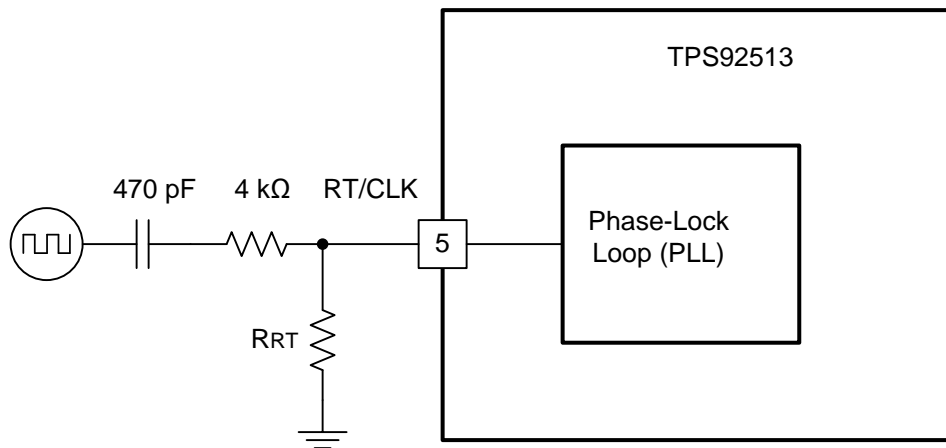 TPS92513
470 pF
4 kΩ
RT/CLK
5
Phase-Lock
Loop (PLL)
RRT